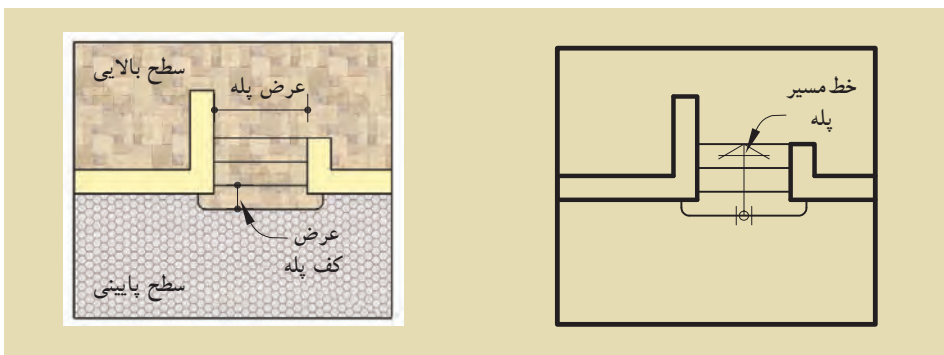 سطح بالایی
عرض پله
عرض
کف پله
سطح پایینی
خط مسیر
پله